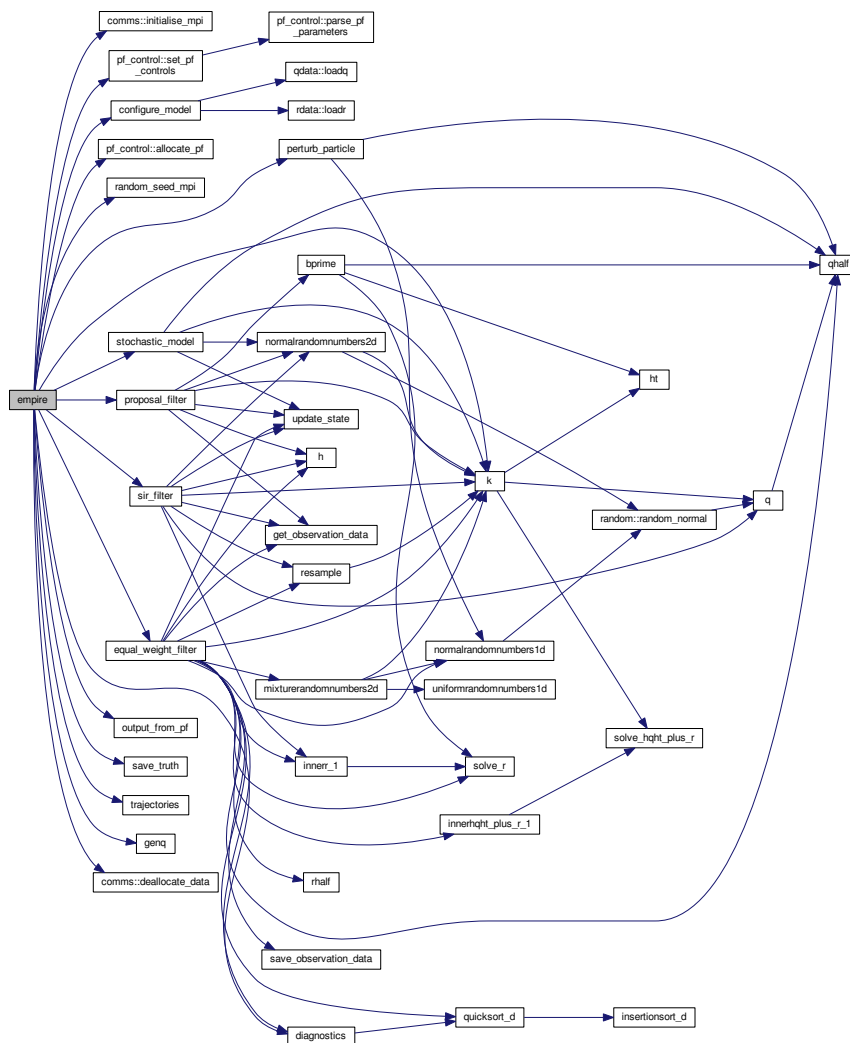 comms::initialise_mpi
pf_control::parse_pf
_parameters
pf_control::set_pf
_controls
qdata::loadq
configure_model
rdata::loadr
pf_control::allocate_pf
perturb_particle
random_seed_mpi
bprime
qhalf
stochastic_model
normalrandomnumbers2d
ht
empire
proposal_filter
update_state
h
k
sir_filter
q
random::random_normal
get_observation_data
resample
equal_weight_filter
normalrandomnumbers1d
mixturerandomnumbers2d
uniformrandomnumbers1d
output_from_pf
solve_hqht_plus_r
save_truth
innerr_1
solve_r
trajectories
innerhqht_plus_r_1
genq
comms::deallocate_data
rhalf
save_observation_data
quicksort_d
insertionsort_d
diagnostics